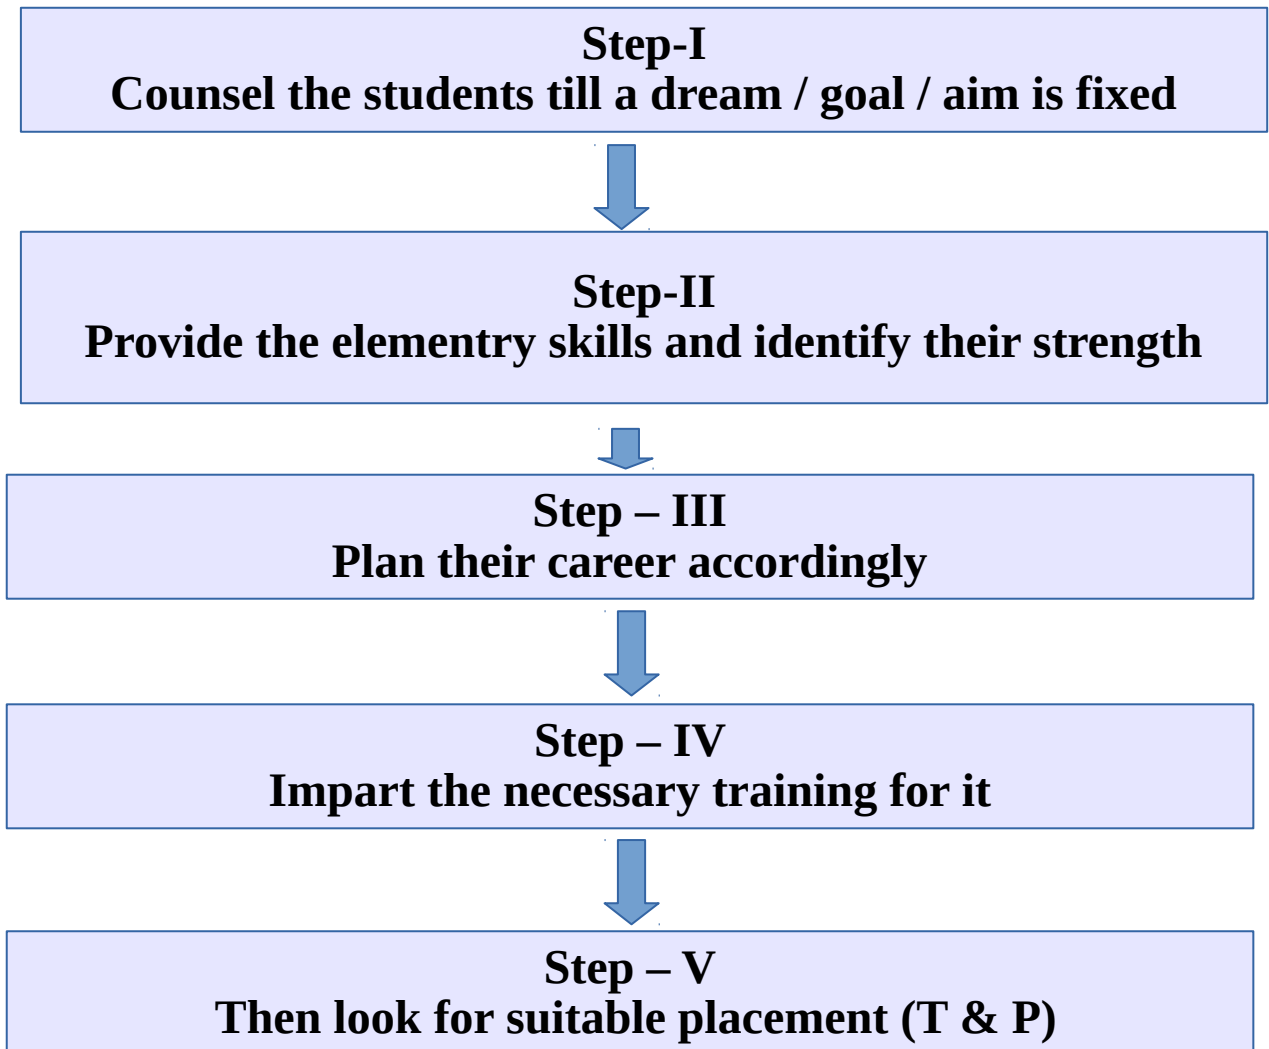 Step-I
Counsel the students till a dream / goal / aim is fixed
Step-II
Provide the elementry skills and identify their strength
Step – III
Plan their career accordingly
Step – IV
Impart the necessary training for it
Step – V
Then look for suitable placement (T & P)